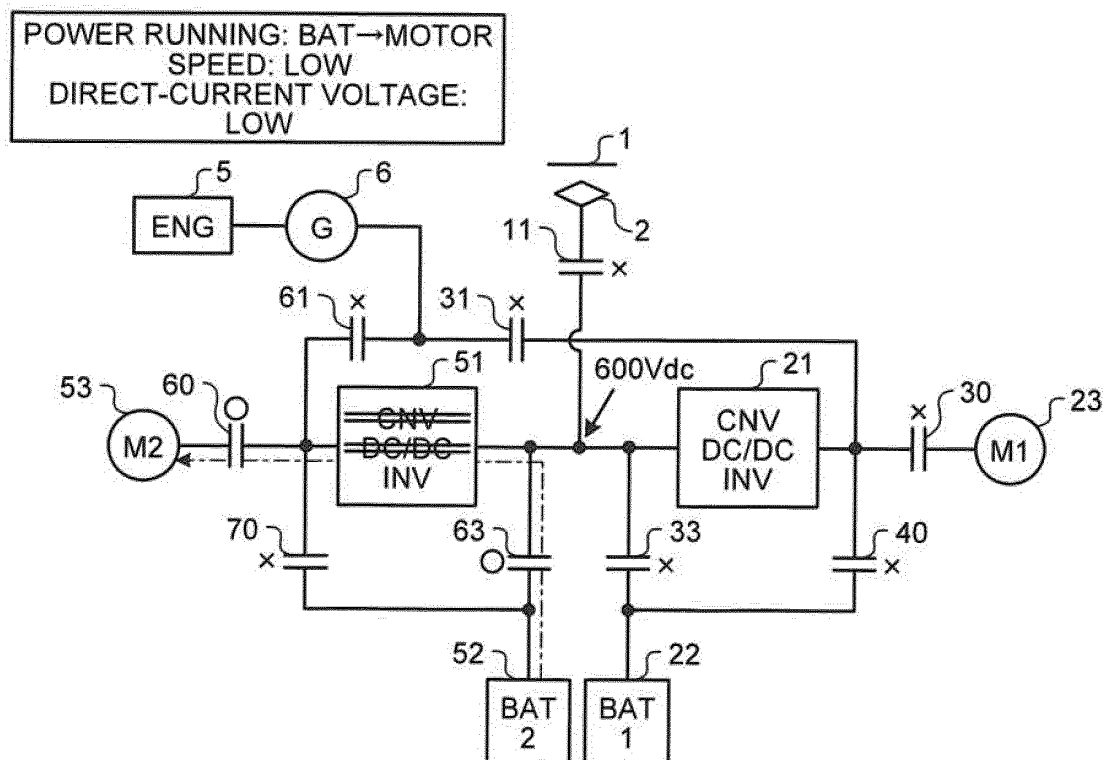 POWER RUNNING: BAT→MOTOR
SPEED: LOW
DIRECT-CURRENT VOLTAGE:
LOW
1
5
6
2
ENG
G
11
×
61
×
31
×
51
600Vdc
21
53
60
○
30
×
23
M2
CNV
DC/DC
INV
CNV
DC/DC
INV
M1
70
×
63
○
33
×
40
×
52
22
BAT
2
BAT
1